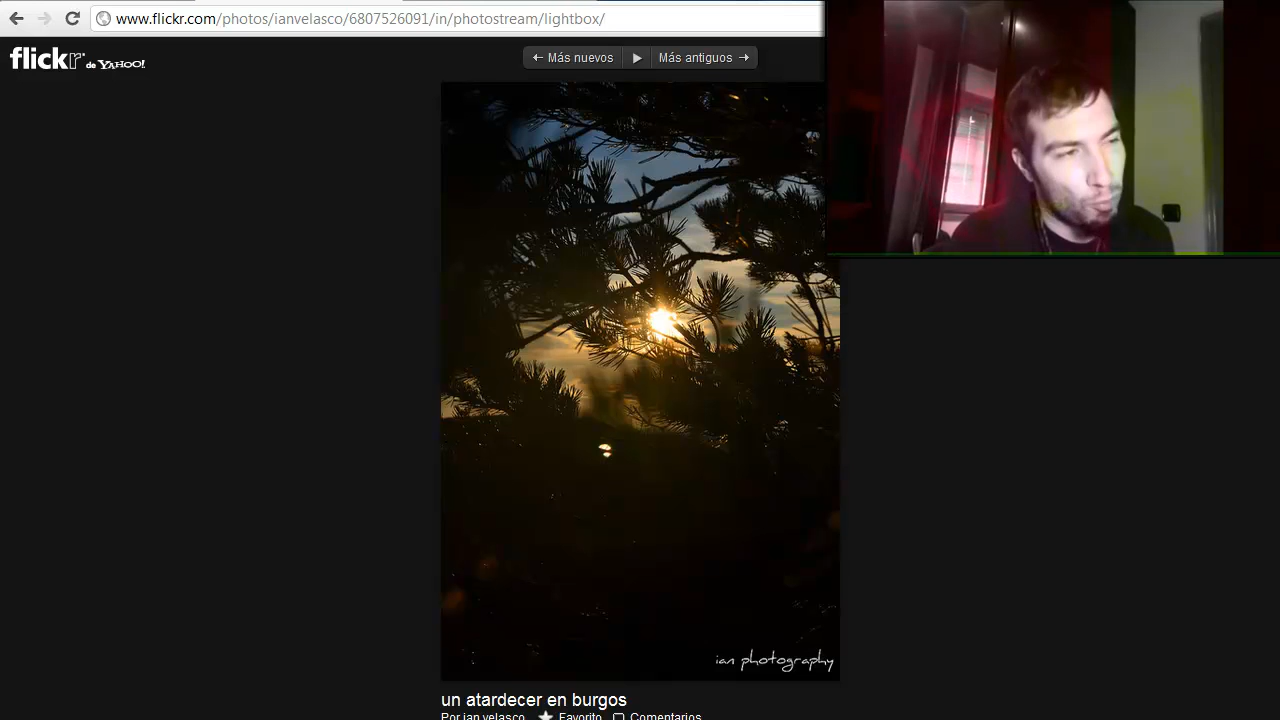 www.flickr.com/photos/ianvelasco/6807526091/in/photostream/lightbox/
flickr de YAHOO!
← Más nuevos ▶ Más antiguos →
ian photography
un atardecer en burgos
Por ian velasco ★ Favorito Comentarios